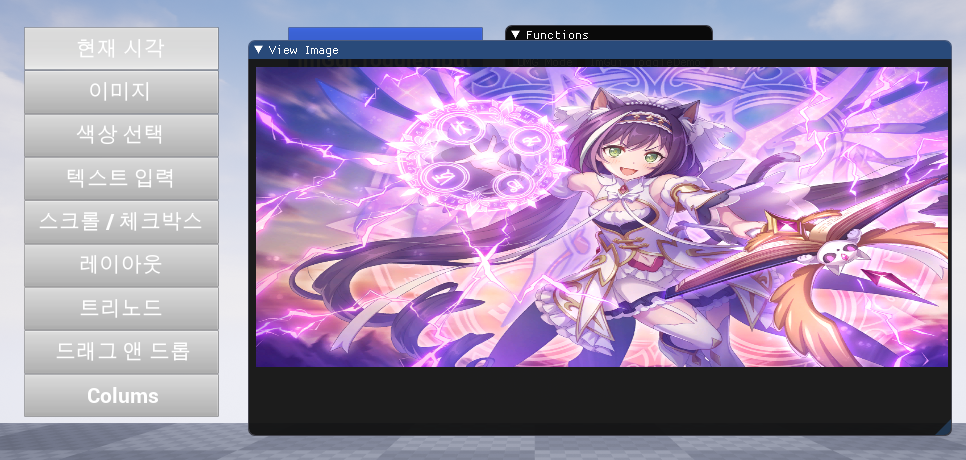 현재 시각
이미지
색상 선택
텍스트 입력
스크롤 / 체크박스
레이아웃
트리노드
드래그 앤 드롭
Colums
Functions
View Image